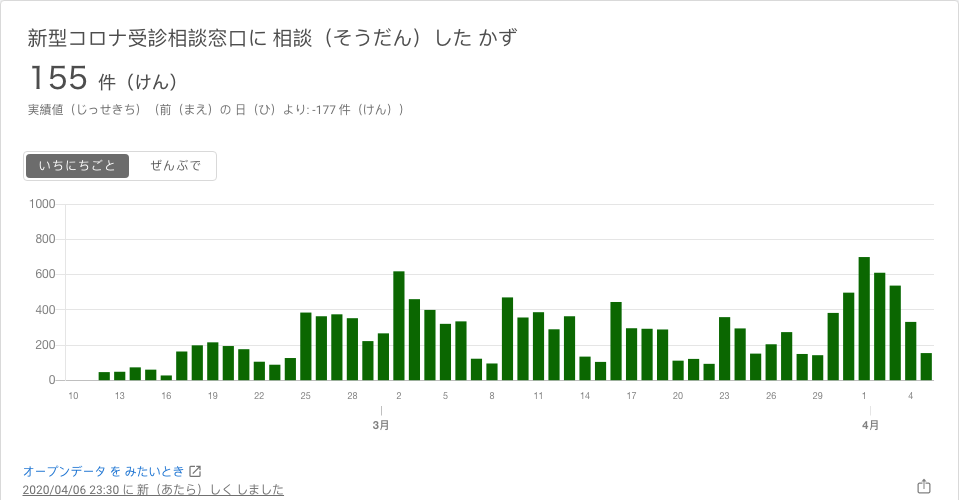 新型コロナ受診相談窓口に 相談（そうだん）した かず
155 件（けん）
実績値（じっせきち）（前（まえ）の 日（ひ）より: -177 件（けん））
いちにちごと ぜんぶで
1000
800
600
400
200
0
10 13 16 19 22 25 28 2 5 8 11 14 17 20 23 26 29 1 4
3月 4月
オープンデータ を みたいとき
2020/04/06 23:30 に 新（あたら）しく しました